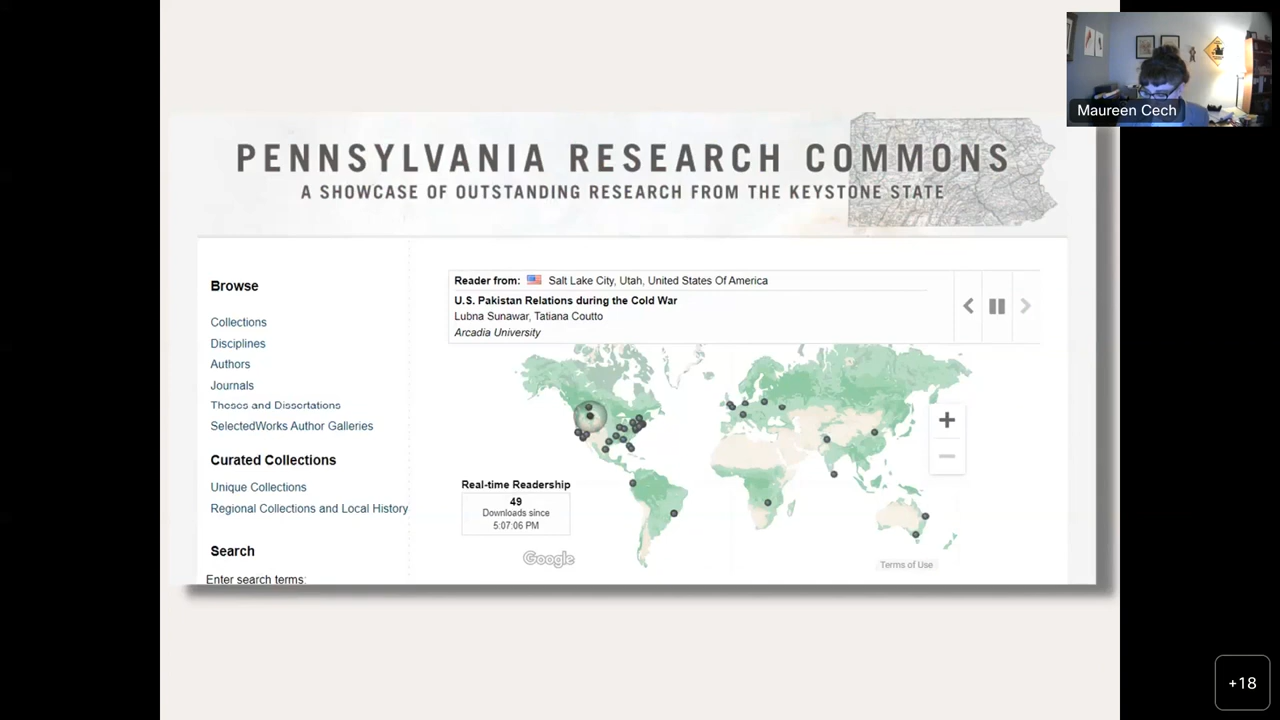 Maureen Cech
PENNSYLVANIA RESEARCH COMMONS
A SHOWCASE OF OUTSTANDING RESEARCH FROM THE KEYSTONE STATE
Browse
Collections
Disciplines
Authors
Journals
Theses and Dissertations
SelectedWorks Author Galleries
Curated Collections
Unique Collections
Regional Collections and Local History
Search
Enter search terms:
Reader from: Salt Lake City, Utah, United States Of America
U.S. Pakistan Relations during the Cold War
Lubna Sunawar, Tatiana Coutto
Arcadia University
Real-time Readership
49
Downloads since
5:07:06 PM
Google
Terms of Use
+18